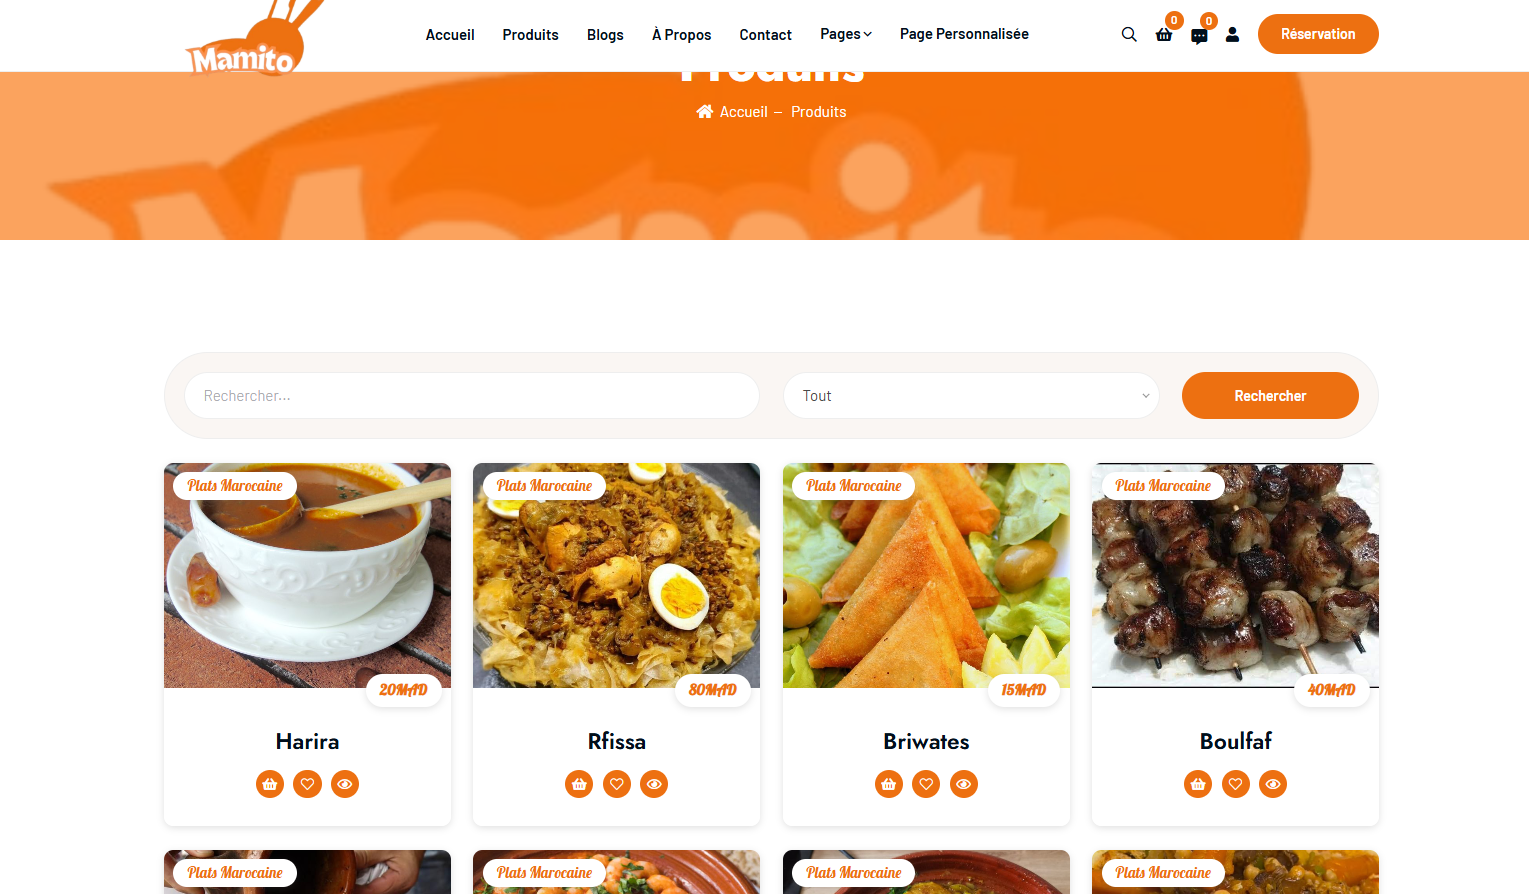 Mamito
Accueil
Produits
Blogs
À Propos
Contact
Pages
Page Personnalisée
0
0
Réservation
Produits
Accueil – Produits
Mamito
Rechercher...
Tout
Rechercher
Plats Marocaine
Plats Marocaine
Plats Marocaine
Plats Marocaine
20MAD
80MAD
15MAD
40MAD
Harira
Rfissa
Briwates
Boulfaf
Plats Marocaine
Plats Marocaine
Plats Marocaine
Plats Marocaine